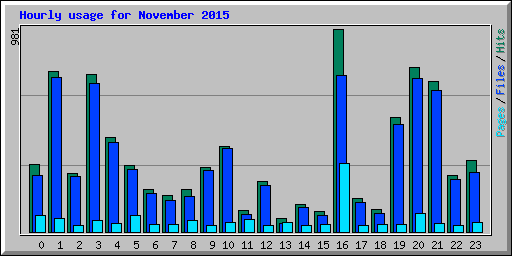 Hourly usage for November 2015
981
Pages/Files/Hits
0 1 2 3 4 5 6 7 8 9 10 11 12 13 14 15 16 17 18 19 20 21 22 23